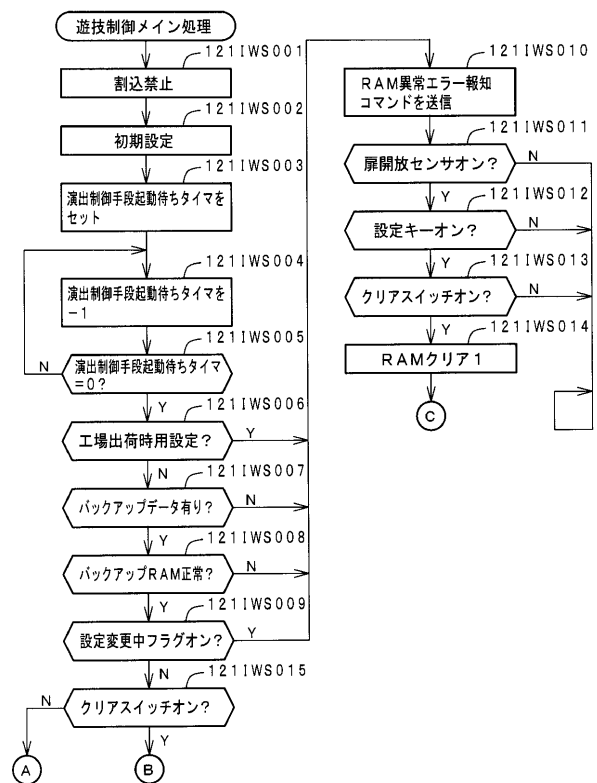 遊技制御メイン処理
121IWS001
割込禁止
121IWS002
初期設定
121IWS003
演出制御手段起動待ちタイマを
セット
121IWS004
演出制御手段起動待ちタイマを
－1
121IWS005
演出制御手段起動待ちタイマ
＝0？
N
Y
121IWS006
工場出荷時用設定？
Y
N
121IWS007
バックアップデータ有り？
N
Y
121IWS008
バックアップRAM正常？
N
Y
121IWS009
設定変更中フラグオン？
Y
N
121IWS015
クリアスイッチオン？
N
Y
A
B
121IWS010
RAM異常エラー報知
コマンドを送信
121IWS011
扉開放センサオン？
N
Y
121IWS012
設定キーオン？
N
Y
121IWS013
クリアスイッチオン？
N
Y
121IWS014
RAMクリア1
C